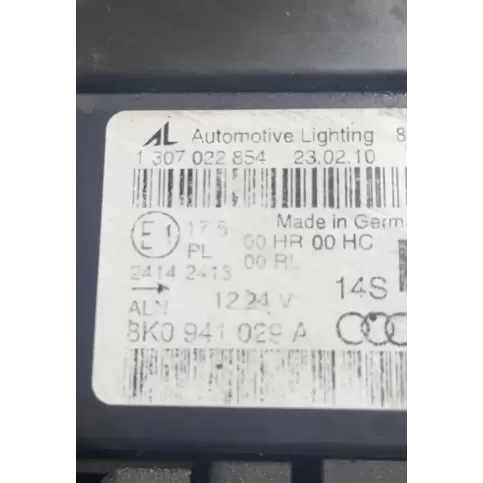 AL Automotive Lighting 8
1 307 022 854 23.02.10
Made in Germ
E1 17.5 00 HR 00 HC
PL 00 RL
2414 2413
14S
12 24 V
ALN
8K0 941 029 A